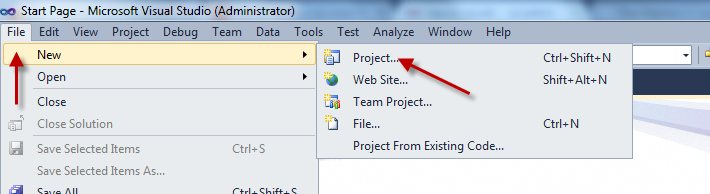 Start Page - Microsoft Visual Studio (Administrator)
File Edit View Project Debug Team Data Tools Test Analyze Window Help
New
Project... Ctrl+Shift+N
Open
Web Site... Shift+Alt+N
Close
Team Project...
Close Solution
File... Ctrl+N
Save Selected Items Ctrl+S
Project From Existing Code...
Save Selected Items As...
Save All Ctrl+Shift+S